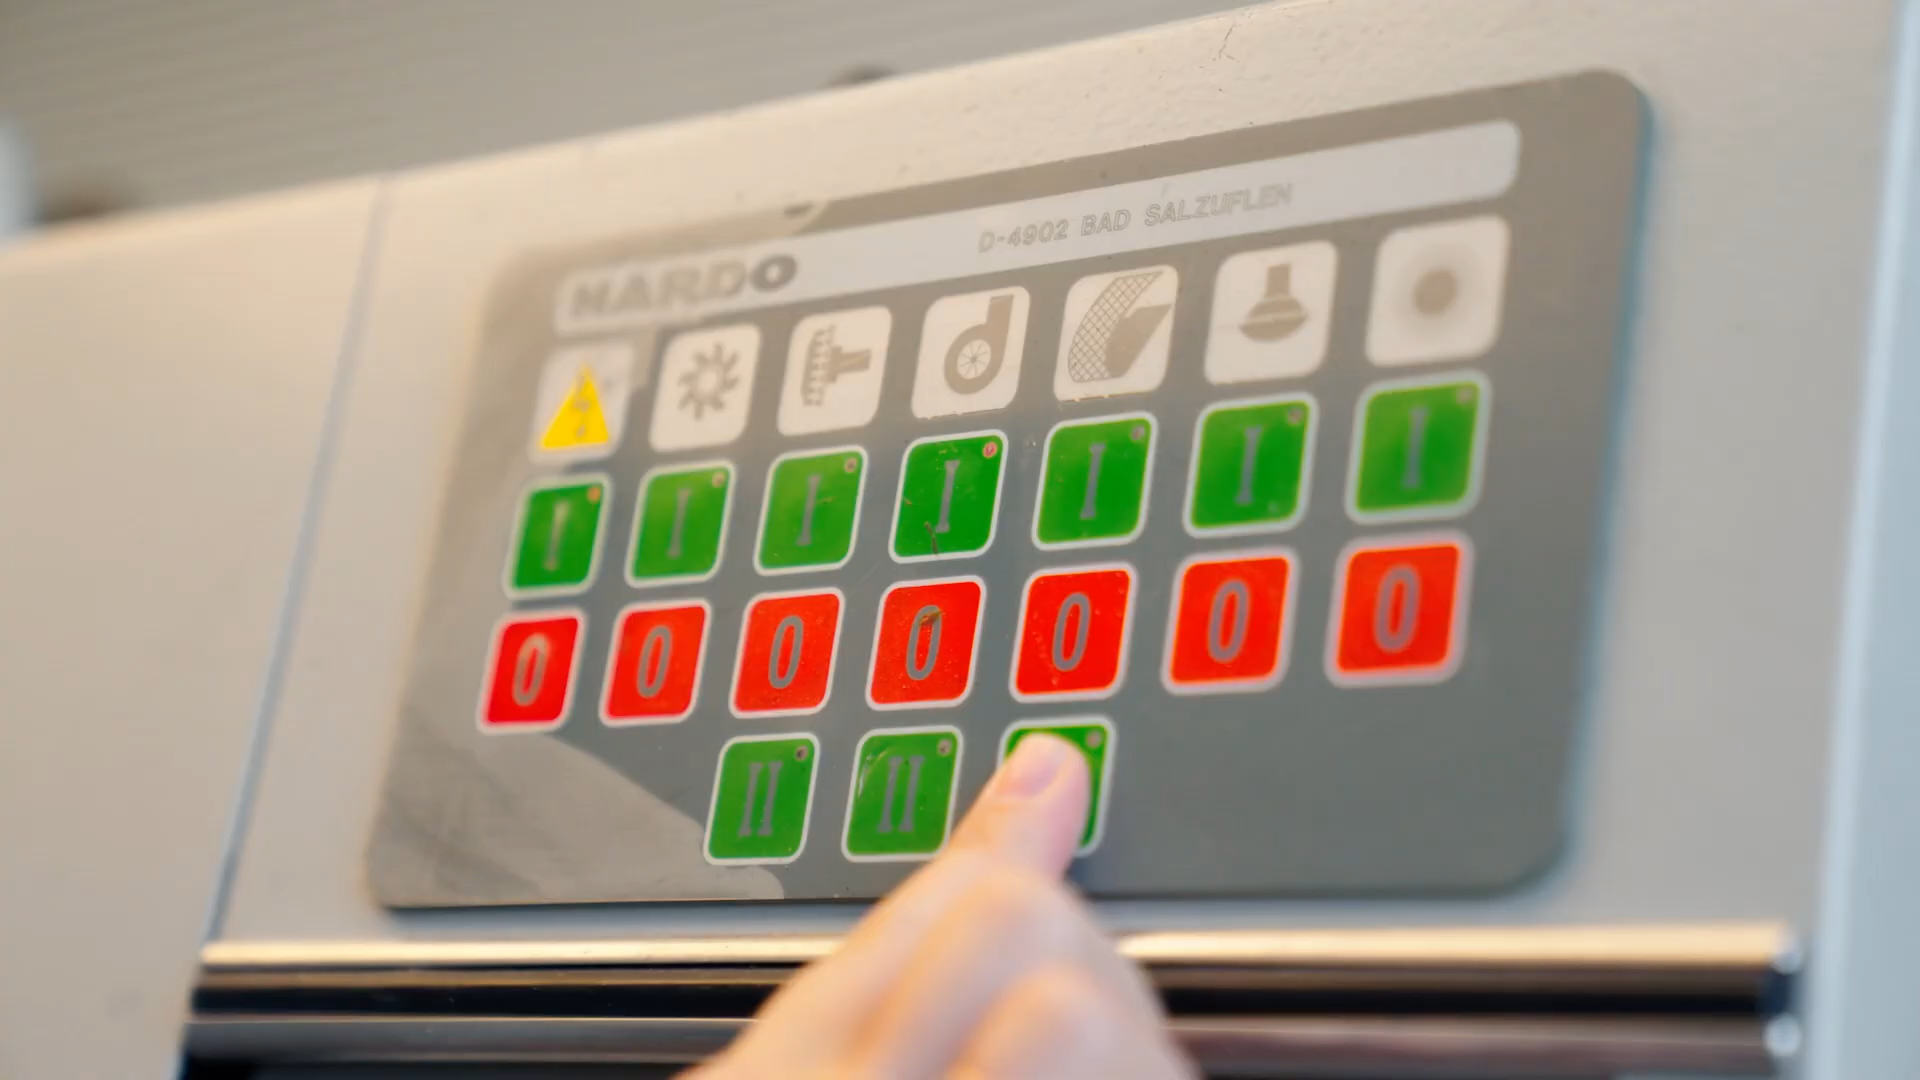 HARDO D-4902 BAD SALZUFLEN
I I I I I I I
0 0 0 0 0 0 0
II II